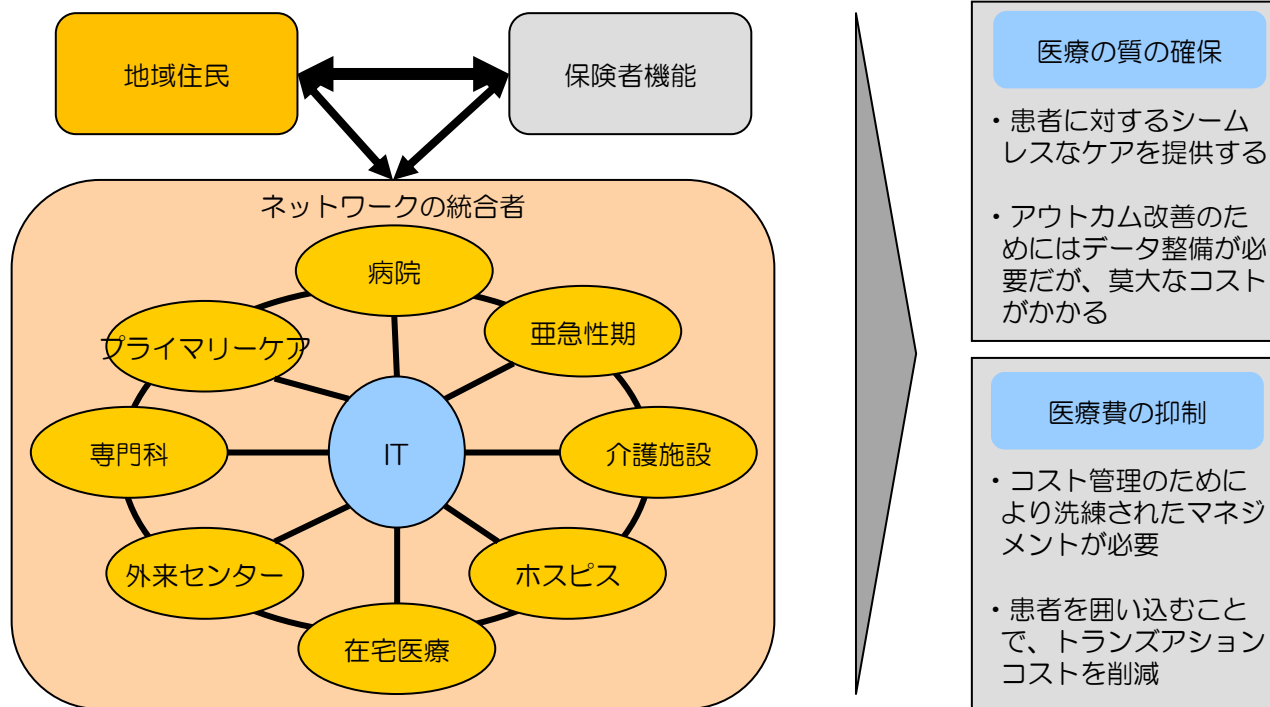 地域住民
保険者機能
ネットワークの統合者
病院
亜急性期
プライマリーケア
専門科
IT
介護施設
外来センター
ホスピス
在宅医療
医療の質の確保
・患者に対するシーム
レスなケアを提供する
・アウトカム改善のた
めにはデータ整備が必
要だが、莫大なコスト
がかかる
医療費の抑制
・コスト管理のために
より洗練されたマネジ
メントが必要
・患者を囲い込むこと
で、トランズアション
コストを削減